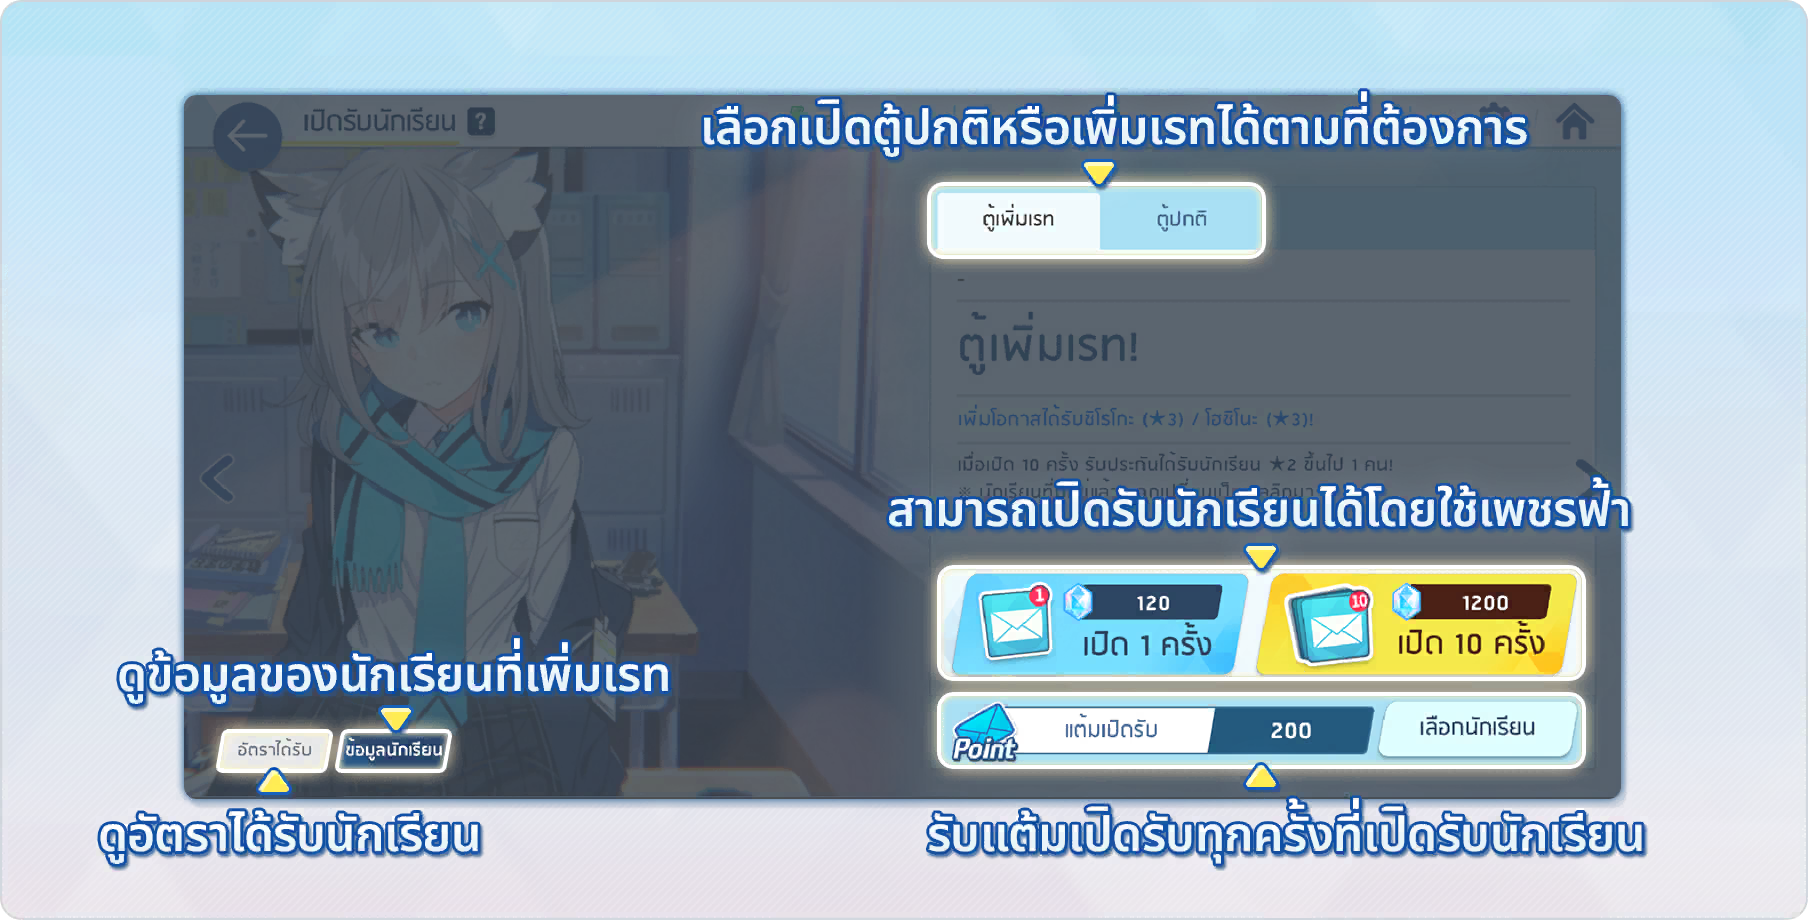 เปิดรับนักเรียน ?
เลือกเปิดตู้ปกติหรือเพิ่มเรทได้ตามที่ต้องการ
ตู้เพิ่มเรท
ตู้ปกติ
-
ตู้เพิ่มเรท!
เพิ่มโอกาสได้รับชิโรโกะ (★3) / โฮชิโนะ (★3)!
เมื่อเปิด 10 ครั้ง รับประกันได้รับนักเรียน ★2 ขึ้นไป 1 คน!
สามารถเปิดรับนักเรียนได้โดยใช้เพชรฟ้า
1
120
เปิด 1 ครั้ง
10
1200
เปิด 10 ครั้ง
Point
แต้มเปิดรับ
200
เลือกนักเรียน
รับแต้มเปิดรับทุกครั้งที่เปิดรับนักเรียน
ดูข้อมูลของนักเรียนที่เพิ่มเรท
อัตราได้รับ
ข้อมูลนักเรียน
ดูอัตราได้รับนักเรียน